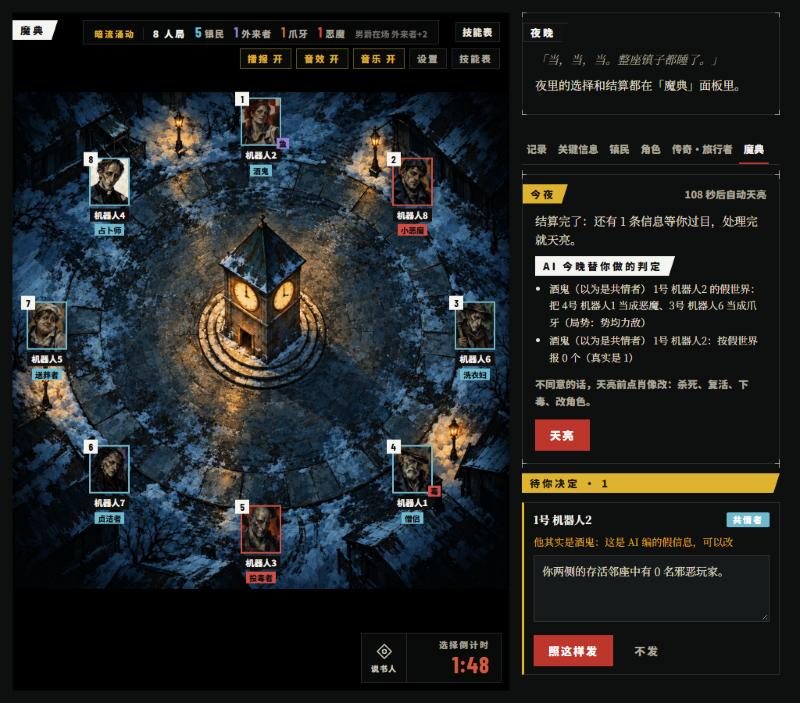 魔典
暗流涌动 8 人局 5镇民 1外来者 1爪牙 1恶魔 男爵在场 外来者+2
技能表
播报 开 音效 开 音乐 开 设置 技能表
1
机器人2
酒鬼
8
机器人4
占卜师
2
机器人8
小恶魔
7
机器人5
送葬者
3
机器人6
洗衣妇
6
机器人7
贞洁者
4
机器人1
僧侣
5
机器人3
投毒者
说书人
选择倒计时
1:48
夜晚
「当，当，当。整座镇子都睡了。」
夜里的选择和结算都在「魔典」面板里。
记录 关键信息 镇民 角色 传奇・旅行者 魔典
今夜
108 秒后自动天亮
结算完了：还有 1 条信息等你过目，处理完
就天亮。
AI 今晚替你做的判定
• 酒鬼（以为是共情者） 1号 机器人2 的假世界：
把 4号 机器人1 当成恶魔、3号 机器人6 当成爪
牙（局势：势均力敌）
• 酒鬼（以为是共情者） 1号 机器人2：按假世界
报 0 个（真实是 1）
不同意的话，天亮前点肖像改：杀死、复活、下
毒、改角色。
天亮
待你决定 · 1
1号 机器人2
共情者
他其实是酒鬼：这是 AI 编的假信息，可以改
你两侧的存活邻座中有 0 名邪恶玩家。
照这样发 不发